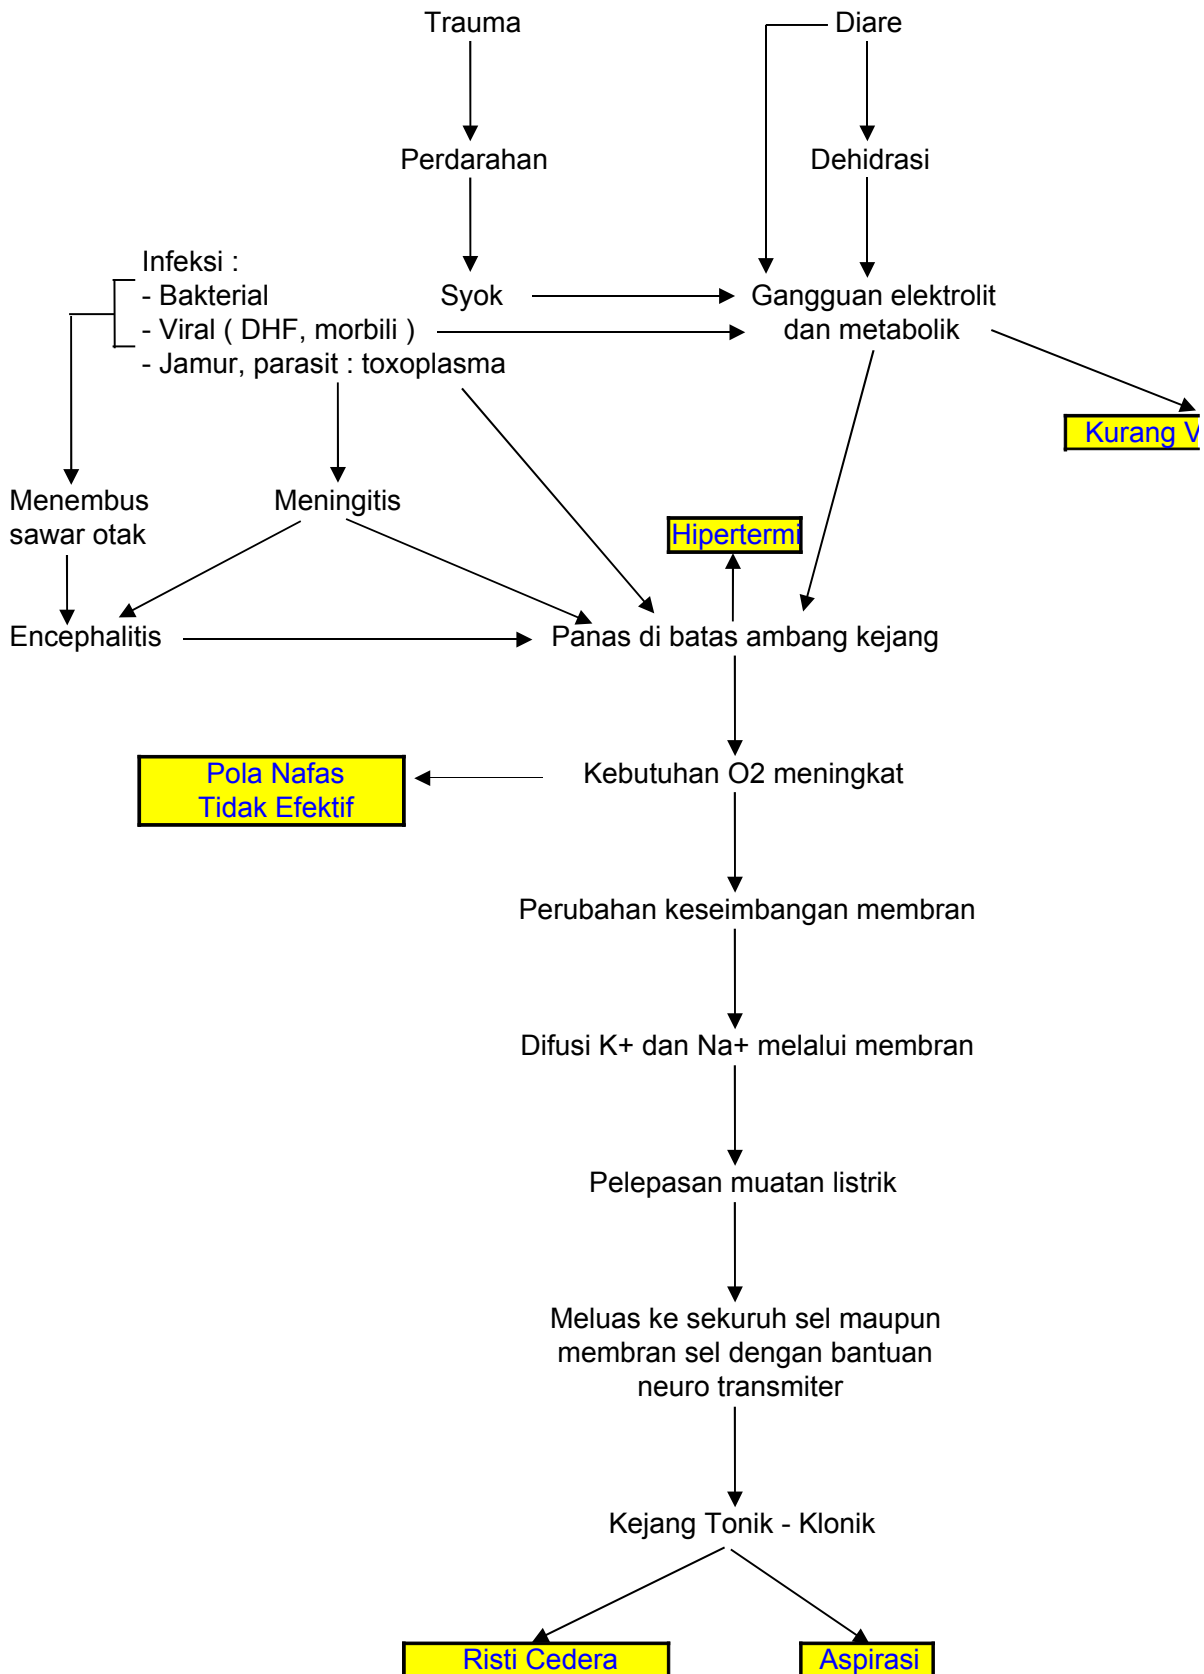 Trauma
Diare
Perdarahan
Dehidrasi
Infeksi :
- Bakterial
- Viral ( DHF, morbili )
- Jamur, parasit : toxoplasma
Syok
Gangguan elektrolit
dan metabolik
Kurang V
Menembus
sawar otak
Meningitis
Hipertermi
Encephalitis
Panas di batas ambang kejang
Pola Nafas
Tidak Efektif
Kebutuhan O2 meningkat
Perubahan keseimbangan membran
Difusi K+ dan Na+ melalui membran
Pelepasan muatan listrik
Meluas ke sekuruh sel maupun
membran sel dengan bantuan
neuro transmiter
Kejang Tonik - Klonik
Risti Cedera
Aspirasi